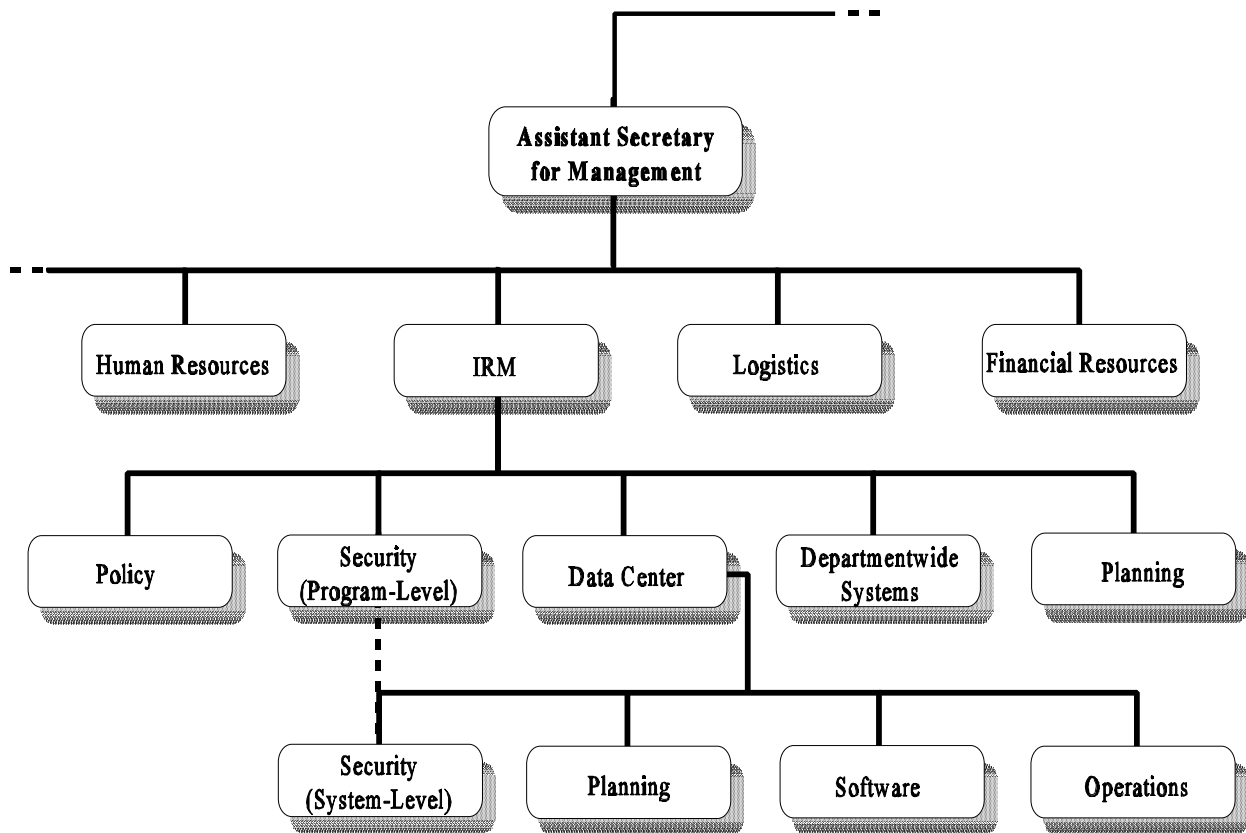 Assistant Secretary
for Management
Human Resources
IRM
Logistics
Financial Resources
Policy
Security
(Program-Level)
Data Center
Departmentwide
Systems
Planning
Security
(System-Level)
Planning
Software
Operations